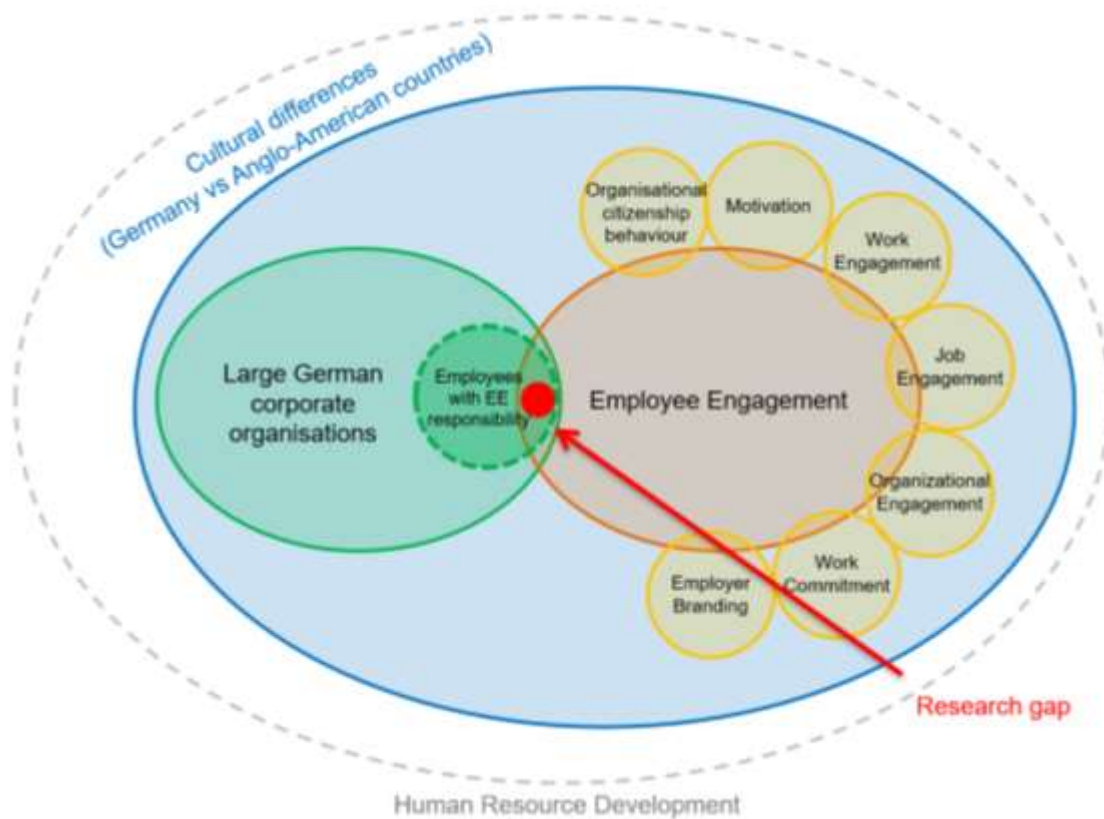 Cultural differences
(Germany vs Anglo-American countries)
Organisational
citizenship
behaviour
Motivation
Work
Engagement
Job
Engagement
Organizational
Engagement
Work
Commitment
Employer
Branding
Large German
corporate
organisations
Employees
with EE
responsibility
Employee Engagement
Research gap
Human Resource Development